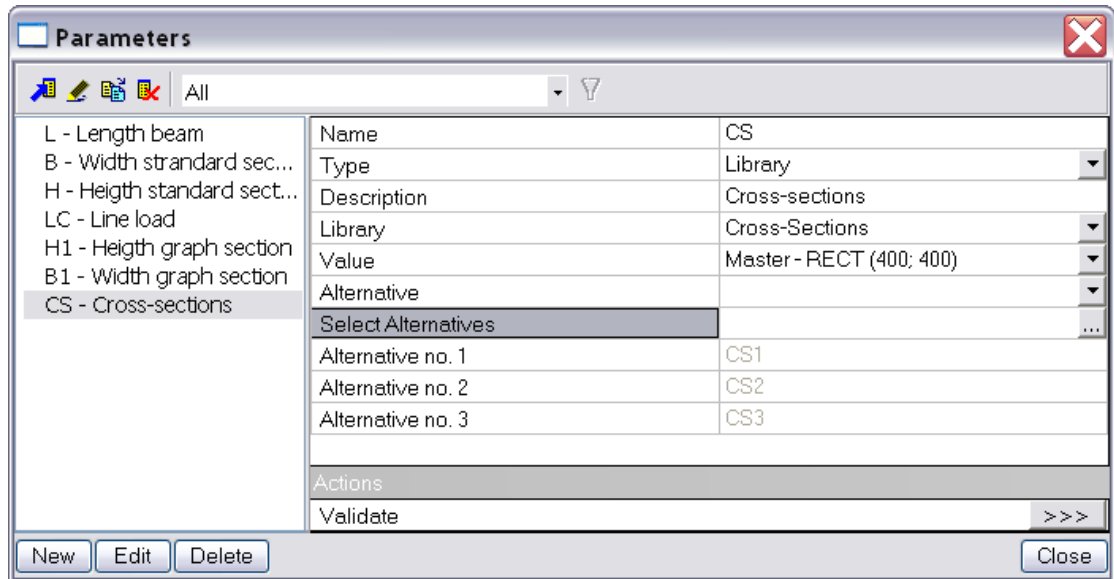 Parameters
All
L - Length beam
B - Width strandard sec...
H - Heigth standard sect...
LC - Line load
H1 - Heigth graph section
B1 - Width graph section
CS - Cross-sections
Name CS
Type Library
Description Cross-sections
Library Cross-Sections
Value Master - RECT (400; 400)
Alternative
Select Alternatives ...
Alternative no. 1 CS1
Alternative no. 2 CS2
Alternative no. 3 CS3
Actions
Validate >>>
New Edit Delete Close